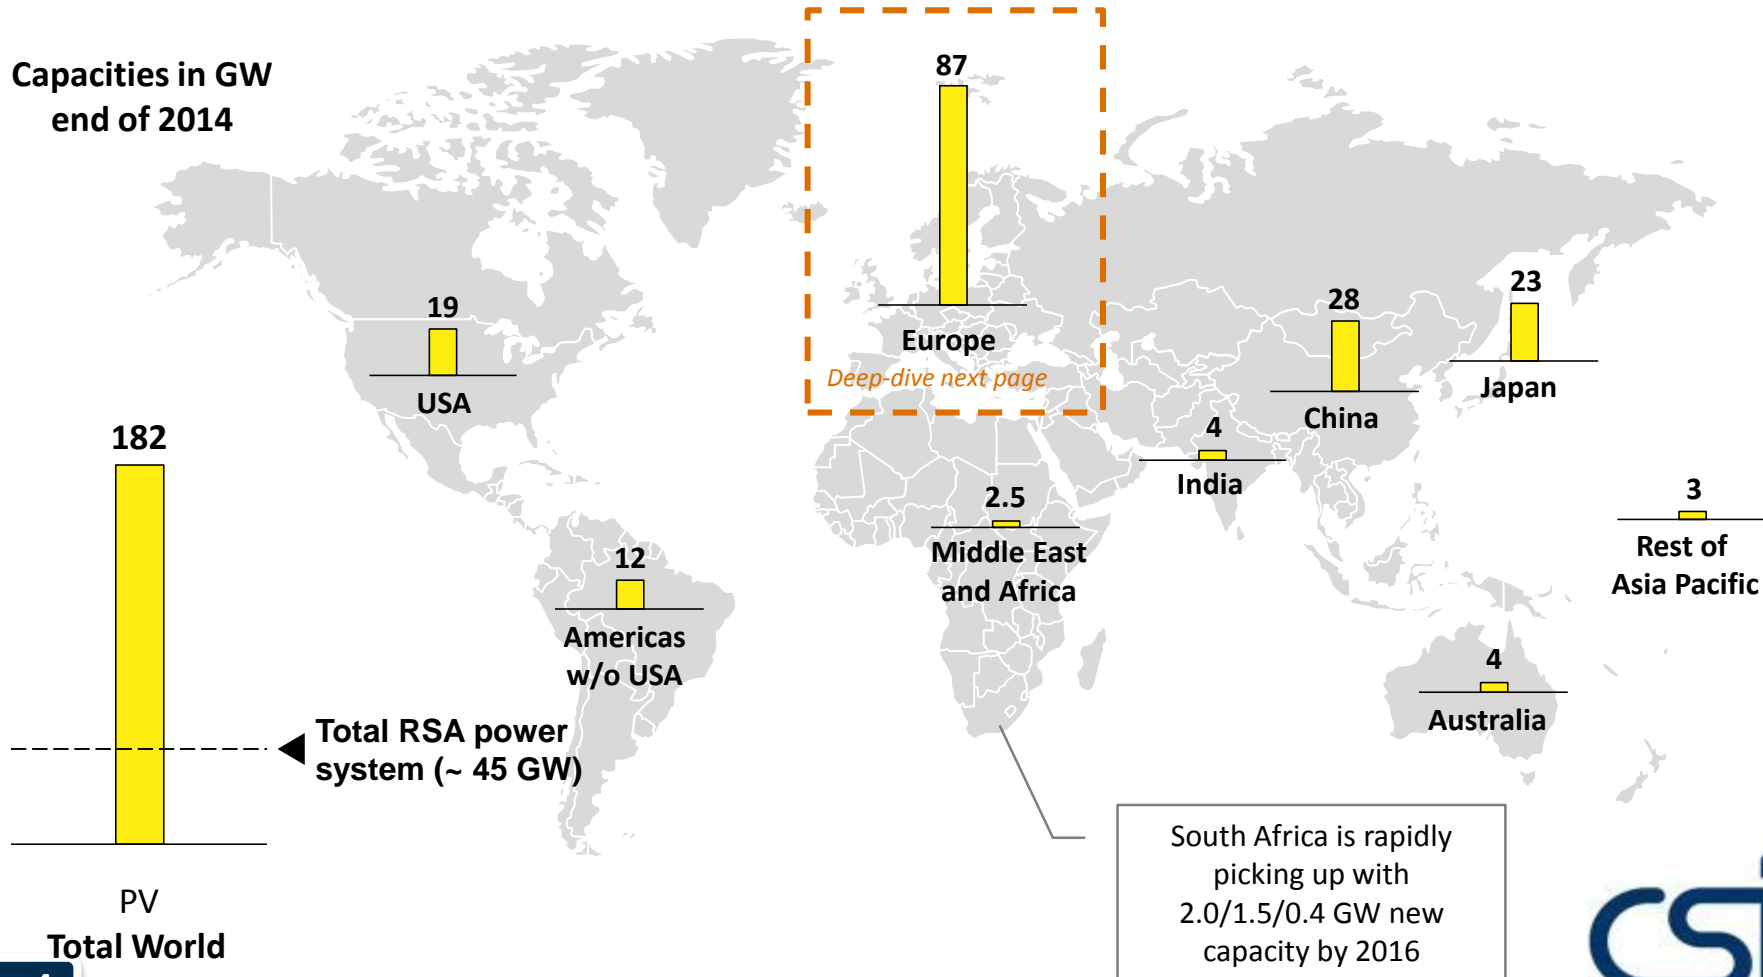 Capacities in GW
end of 2014
87
Europe
Deep-dive next page
19
USA
28
China
23
Japan
4
India
182
2.5
Middle East
and Africa
3
Rest of
Asia Pacific
12
Americas
w/o USA
4
Australia
Total RSA power
system (~ 45 GW)
South Africa is rapidly
picking up with
2.0/1.5/0.4 GW new
capacity by 2016
PV
Total World